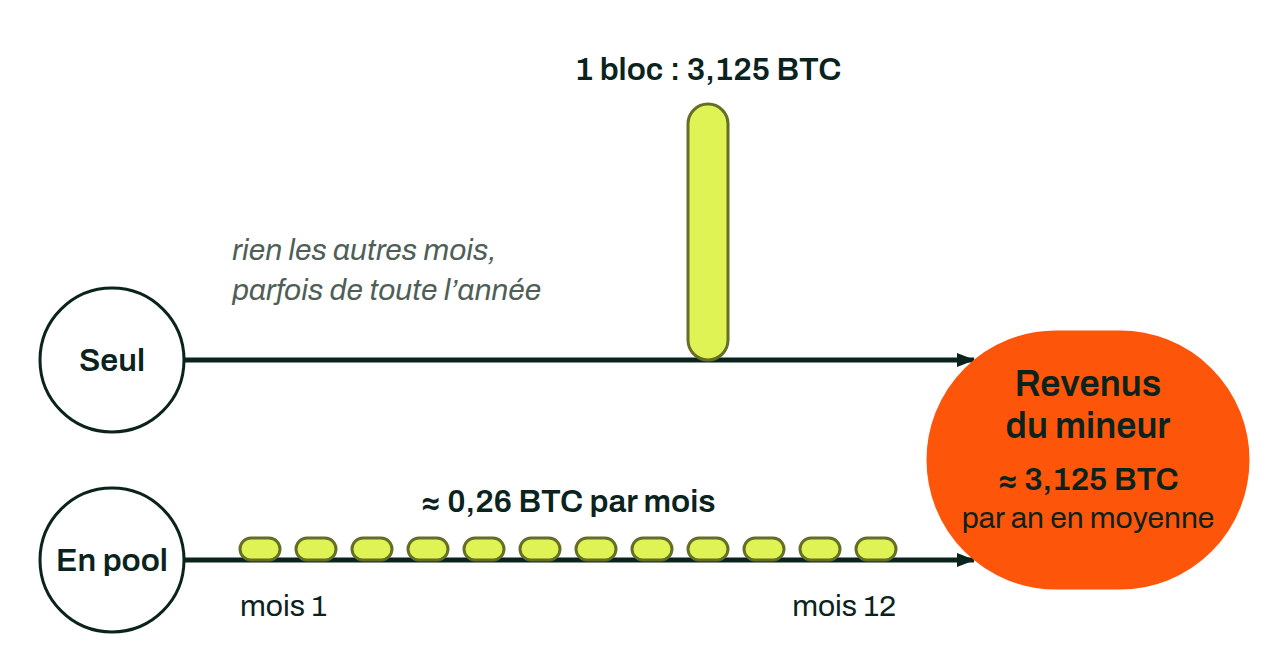 1 bloc : 3,125 BTC
rien les autres mois,
parfois de toute l’année
Seul
Revenus
du mineur
≈ 3,125 BTC
par an en moyenne
≈ 0,26 BTC par mois
En pool
mois 1
mois 12